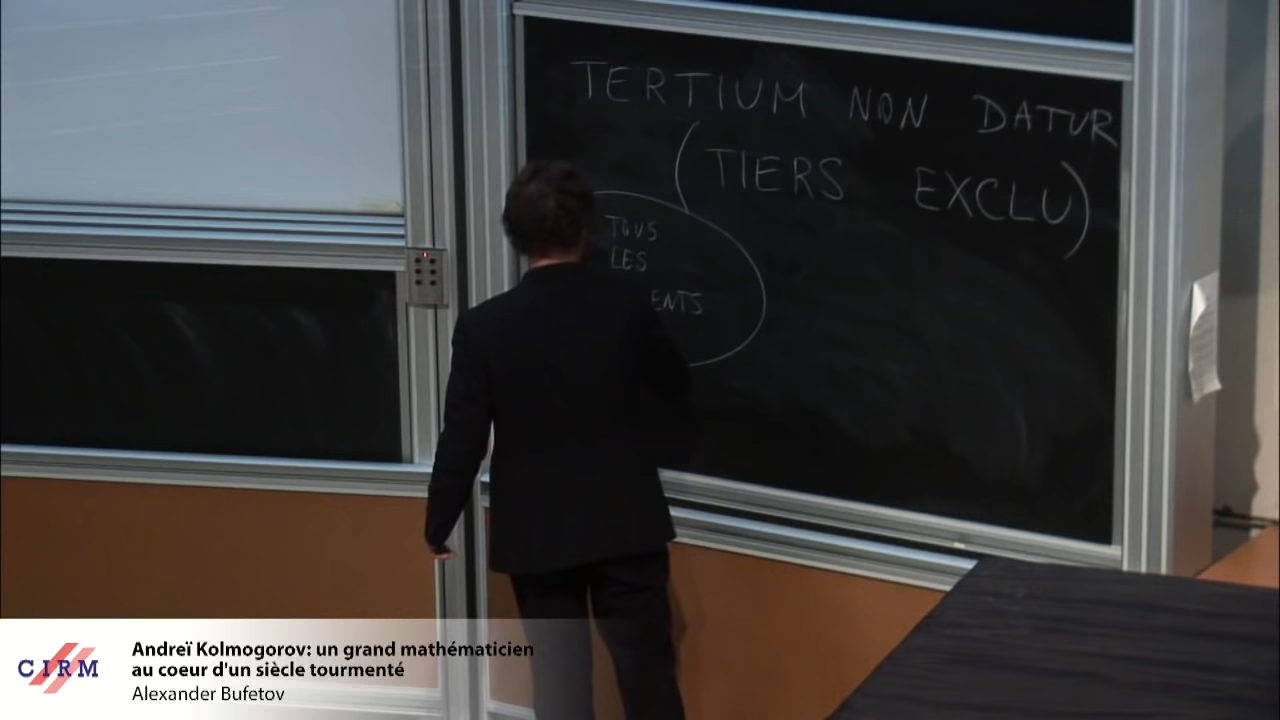 TERTIUM NON DATUR
(TIERS EXCLU)
TOUS
LES
ENTS
CIRM
Andreï Kolmogorov: un grand mathématicien
au coeur d'un siècle tourmenté
Alexander Bufetov